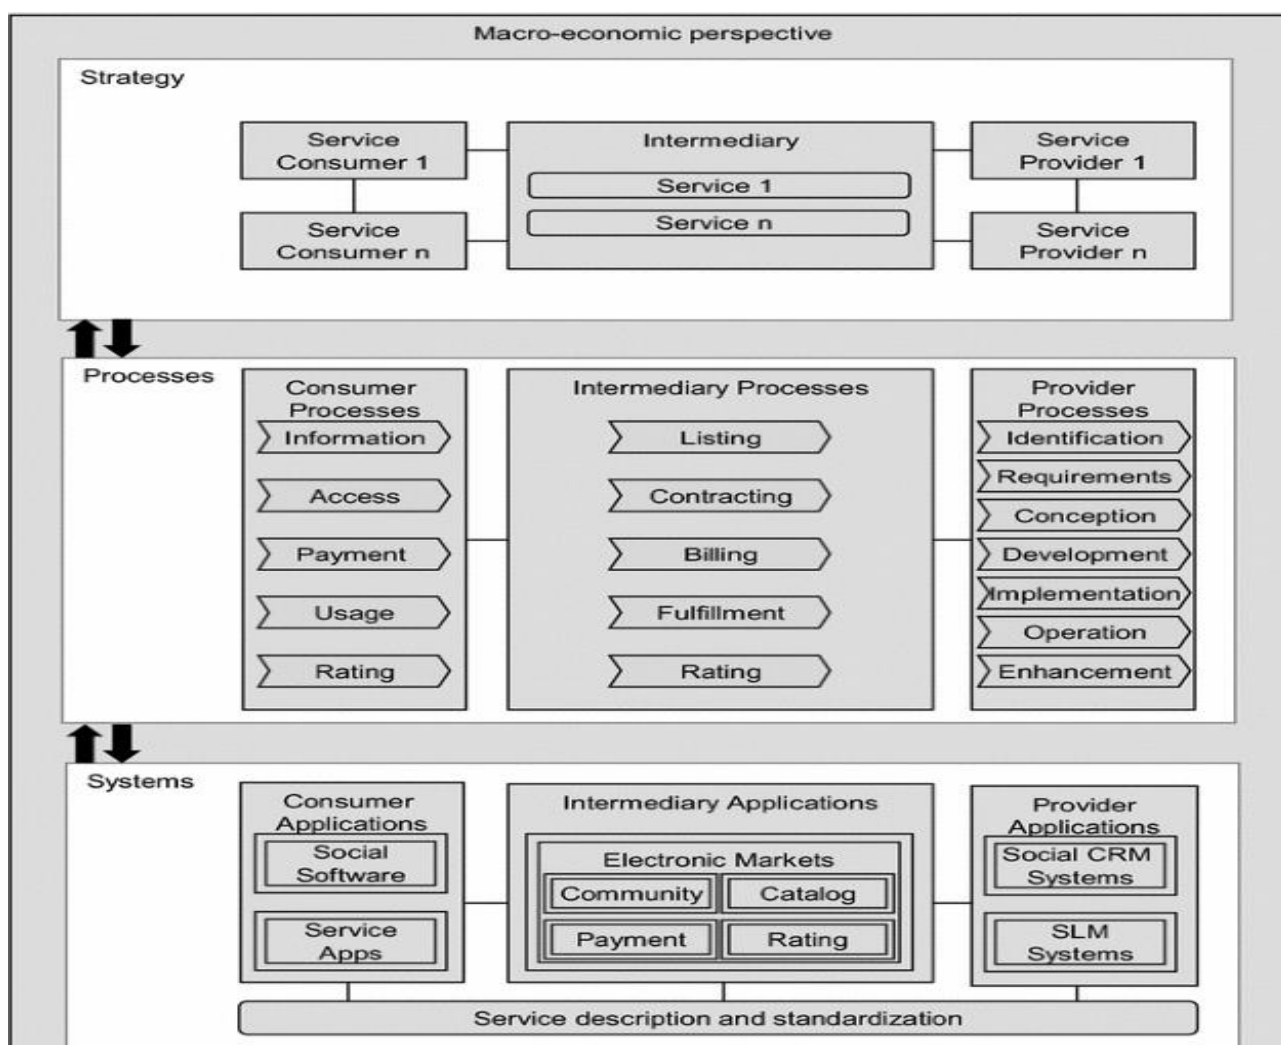 Macro-economic perspective
Strategy
Service
Consumer 1
Intermediary
Service
Provider 1
Service 1
Service n
Service
Consumer n
Service
Provider n
Processes
Consumer
Processes
Information
Access
Payment
Usage
Rating
Intermediary Processes
Listing
Contracting
Billing
Fulfillment
Rating
Provider
Processes
Identification
Requirements
Conception
Development
Implementation
Operation
Enhancement
Systems
Consumer
Applications
Social
Software
Service
Apps
Intermediary Applications
Electronic Markets
Community
Catalog
Payment
Rating
Provider
Applications
Social CRM
Systems
SLM
Systems
Service description and standardization